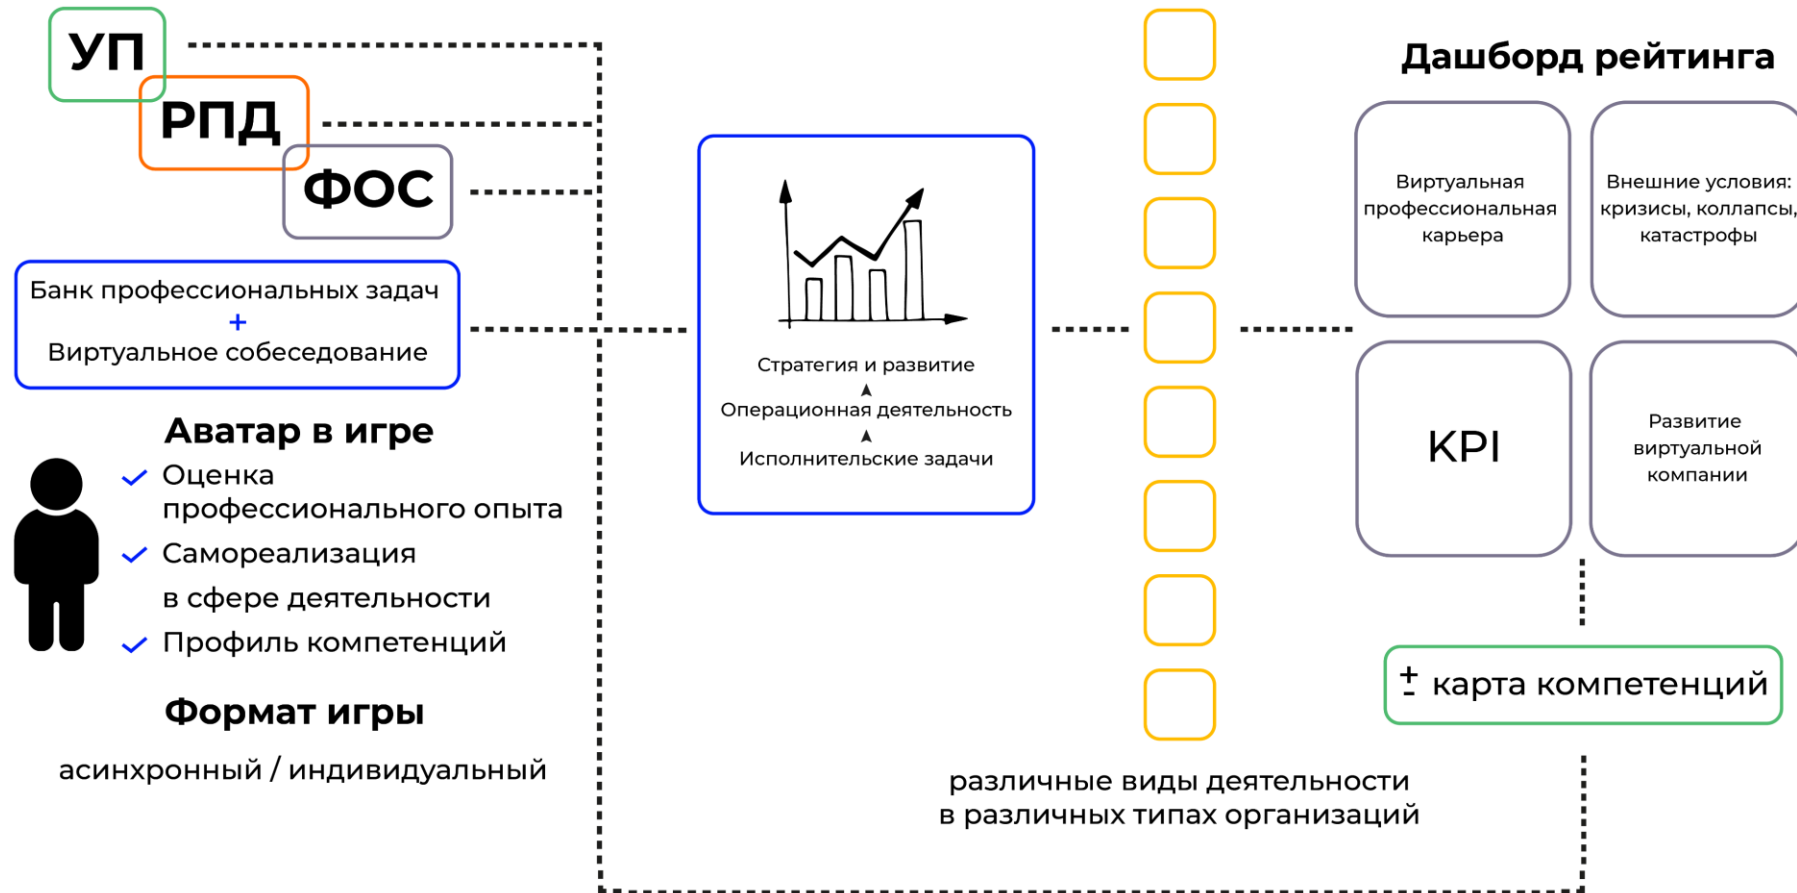 УП
РПД
ФОС
Банк профессиональных задач
+
Виртуальное собеседование
Аватар в игре
Оценка
профессионального опыта
Самореализация
в сфере деятельности
Профиль компетенций
Формат игры
асинхронный / индивидуальный
Стратегия и развитие
Операционная деятельность
Исполнительские задачи
различные виды деятельности
в различных типах организаций
Дашборд рейтинга
Виртуальная
профессиональная
карьера
Внешние условия:
кризисы, коллапсы,
катастрофы
KPI
Развитие
виртуальной
компании
± карта компетенций